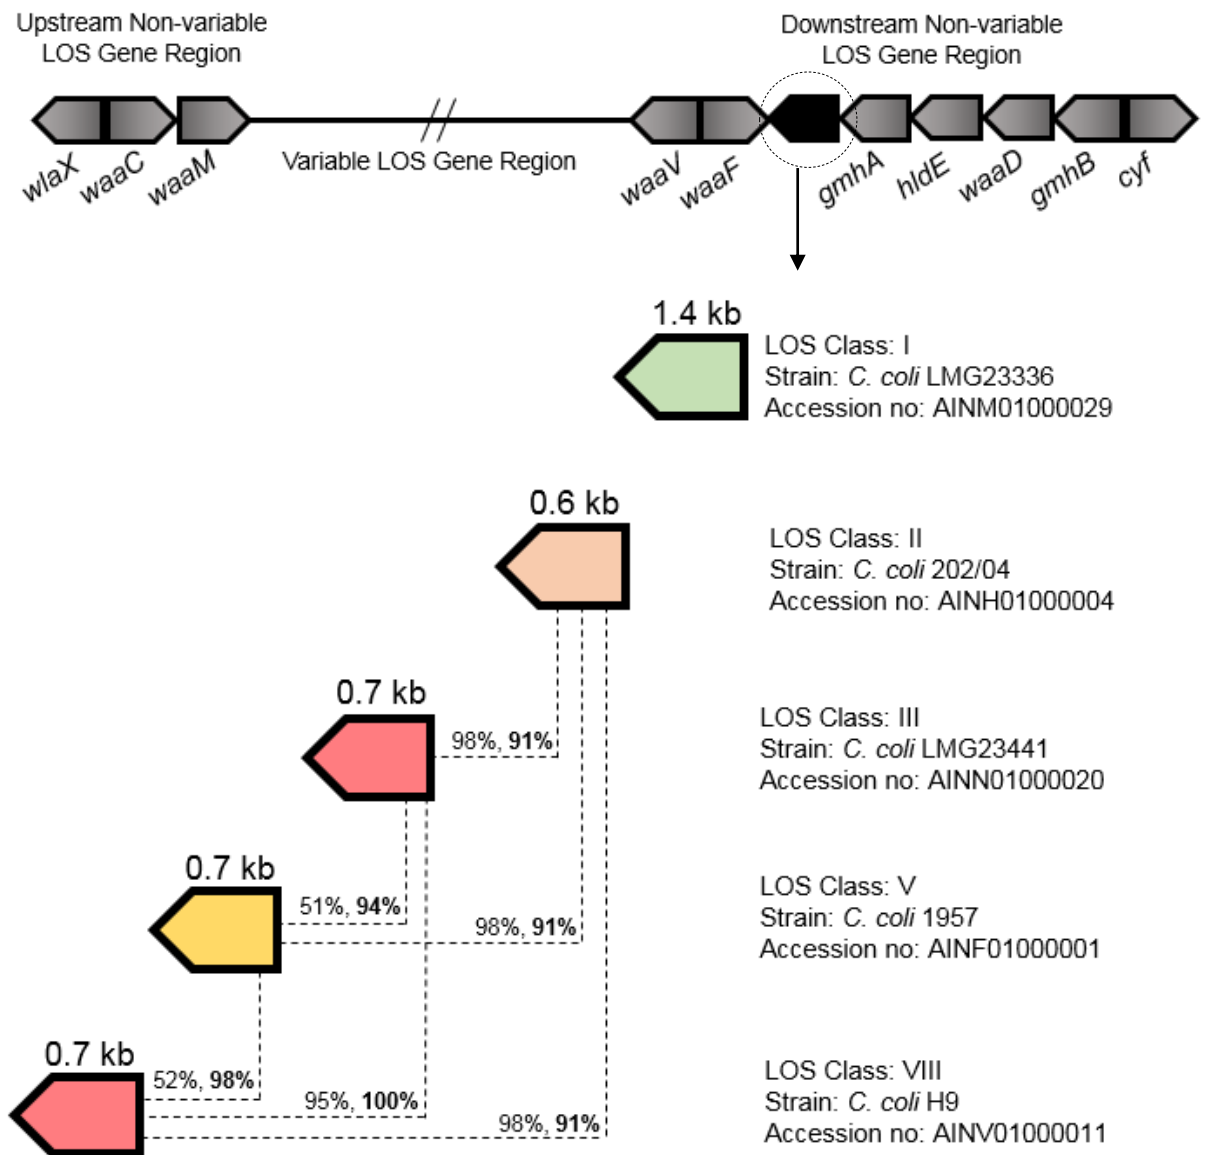 Upstream Non-variable
LOS Gene Region
Downstream Non-variable
LOS Gene Region
Variable LOS Gene Region
wlaX
waaC
waaM
waaV
waaF
gmhA
hldE
waaD
gmhB
cyf
1.4 kb
LOS Class: I
Strain: C. coli LMG23336
Accession no: AINM01000029
0.6 kb
LOS Class: II
Strain: C. coli 202/04
Accession no: AINH01000004
0.7 kb
98%, 91%
LOS Class: III
Strain: C. coli LMG23441
Accession no: AINN01000020
0.7 kb
51%, 94%
98%, 91%
LOS Class: V
Strain: C. coli 1957
Accession no: AINF01000001
0.7 kb
52%, 98%
95%, 100%
98%, 91%
LOS Class: VIII
Strain: C. coli H9
Accession no: AINV01000011